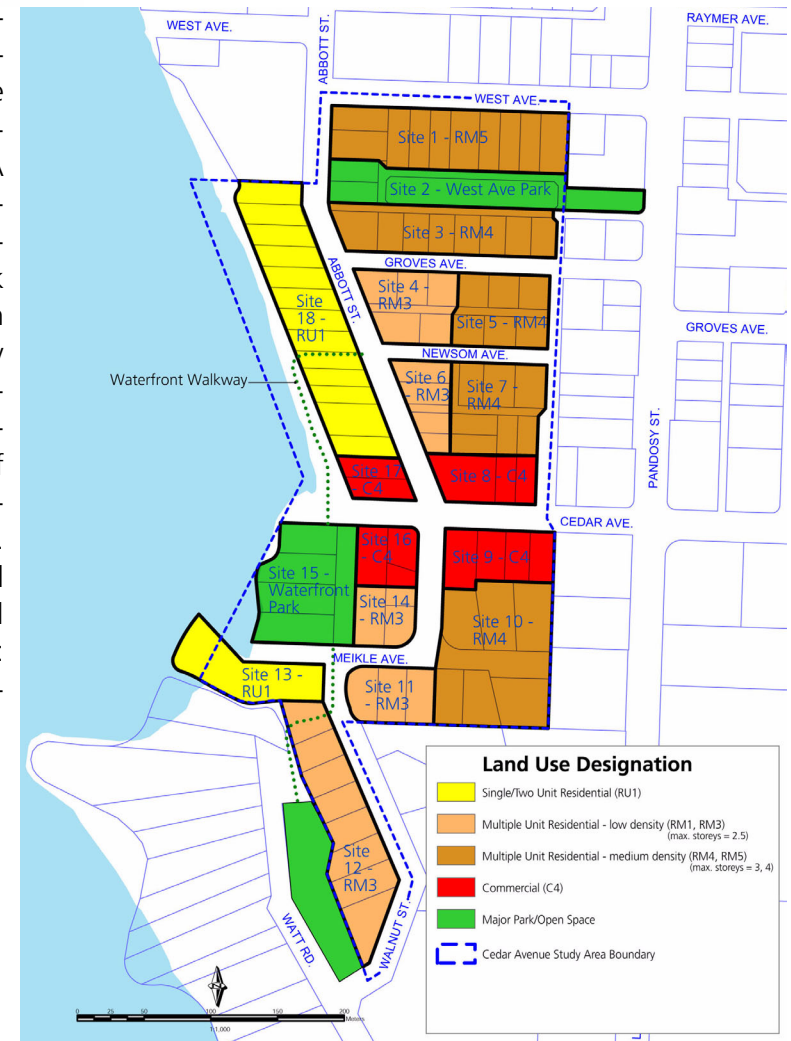 WEST AVE.
ABBOTT ST.
RAYMER AVE.
WEST AVE.
Site 1 - RM5
Site 2 - West Ave Park
Site 3 - RM4
GROVES AVE.
ABBOTT ST.
Site 4 -
RM3
Site 5 - RM4
Site
18 -
RU1
GROVES AVE.
NEWSOM AVE.
Waterfront Walkway
Site 6
- RM3
Site 7 -
RM4
PANDOSY ST.
Site 17
- C4
Site 8 - C4
CEDAR AVE.
Site 16
- C4
Site 9 - C4
Site 15 -
Waterfront
Park
Site 14
- RM3
Site 10 -
RM4
MEIKLE AVE.
Site 13 -
RU1
Site 11
- RM3
Site
12 -
RM3
WATT RD.
WALNUT ST.
Land Use Designation
Single/Two Unit Residential (RU1)
Multiple Unit Residential - low density (RM1, RM3)
(max. storeys = 2.5)
Multiple Unit Residential - medium density (RM4, RM5)
(max. storeys = 3, 4)
Commercial (C4)
Major Park/Open Space
Cedar Avenue Study Area Boundary
0 25 50 100 150 200
Meters
1:1,000